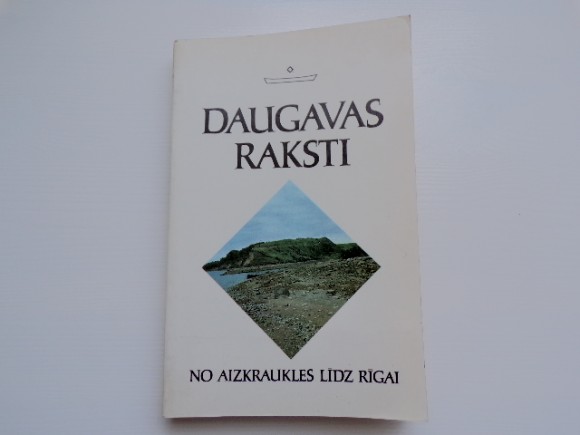 DAUGAVAS
RAKSTI
NO AIZKRAUKLES LĪDZ RĪGAI